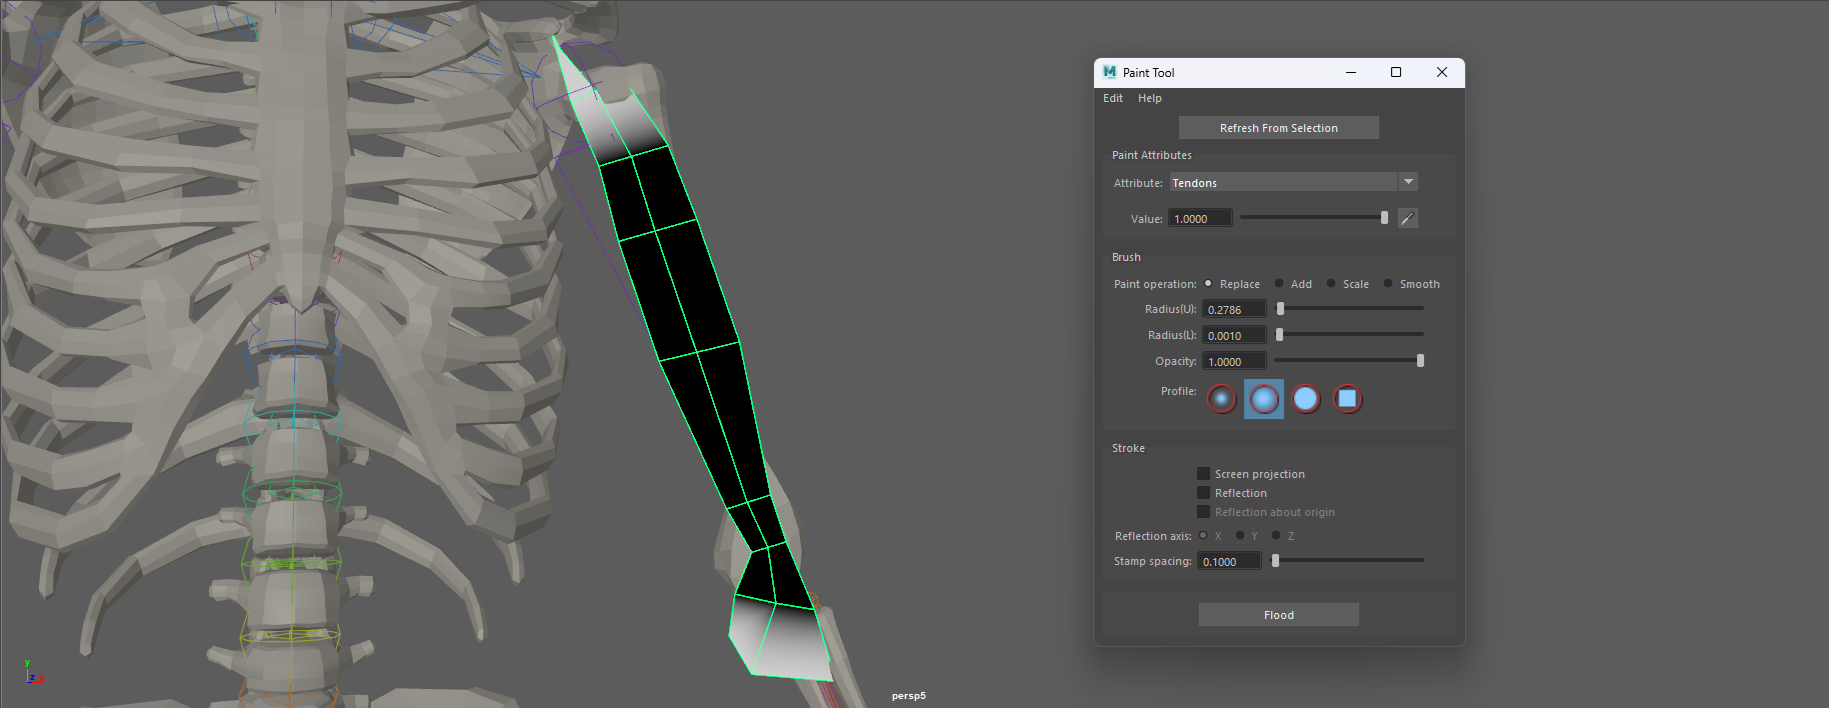 Paint Tool
Edit Help
Refresh From Selection
Paint Attributes
Attribute: Tendons
Value: 1.0000
Brush
Paint operation: Replace Add Scale Smooth
Radius(U): 0.2786
Radius(L): 0.0010
Opacity: 1.0000
Profile:
Stroke
Screen projection
Reflection
Reflection about origin
Reflection axis: X Y Z
Stamp spacing: 0.1000
Flood
y
z x
persp5